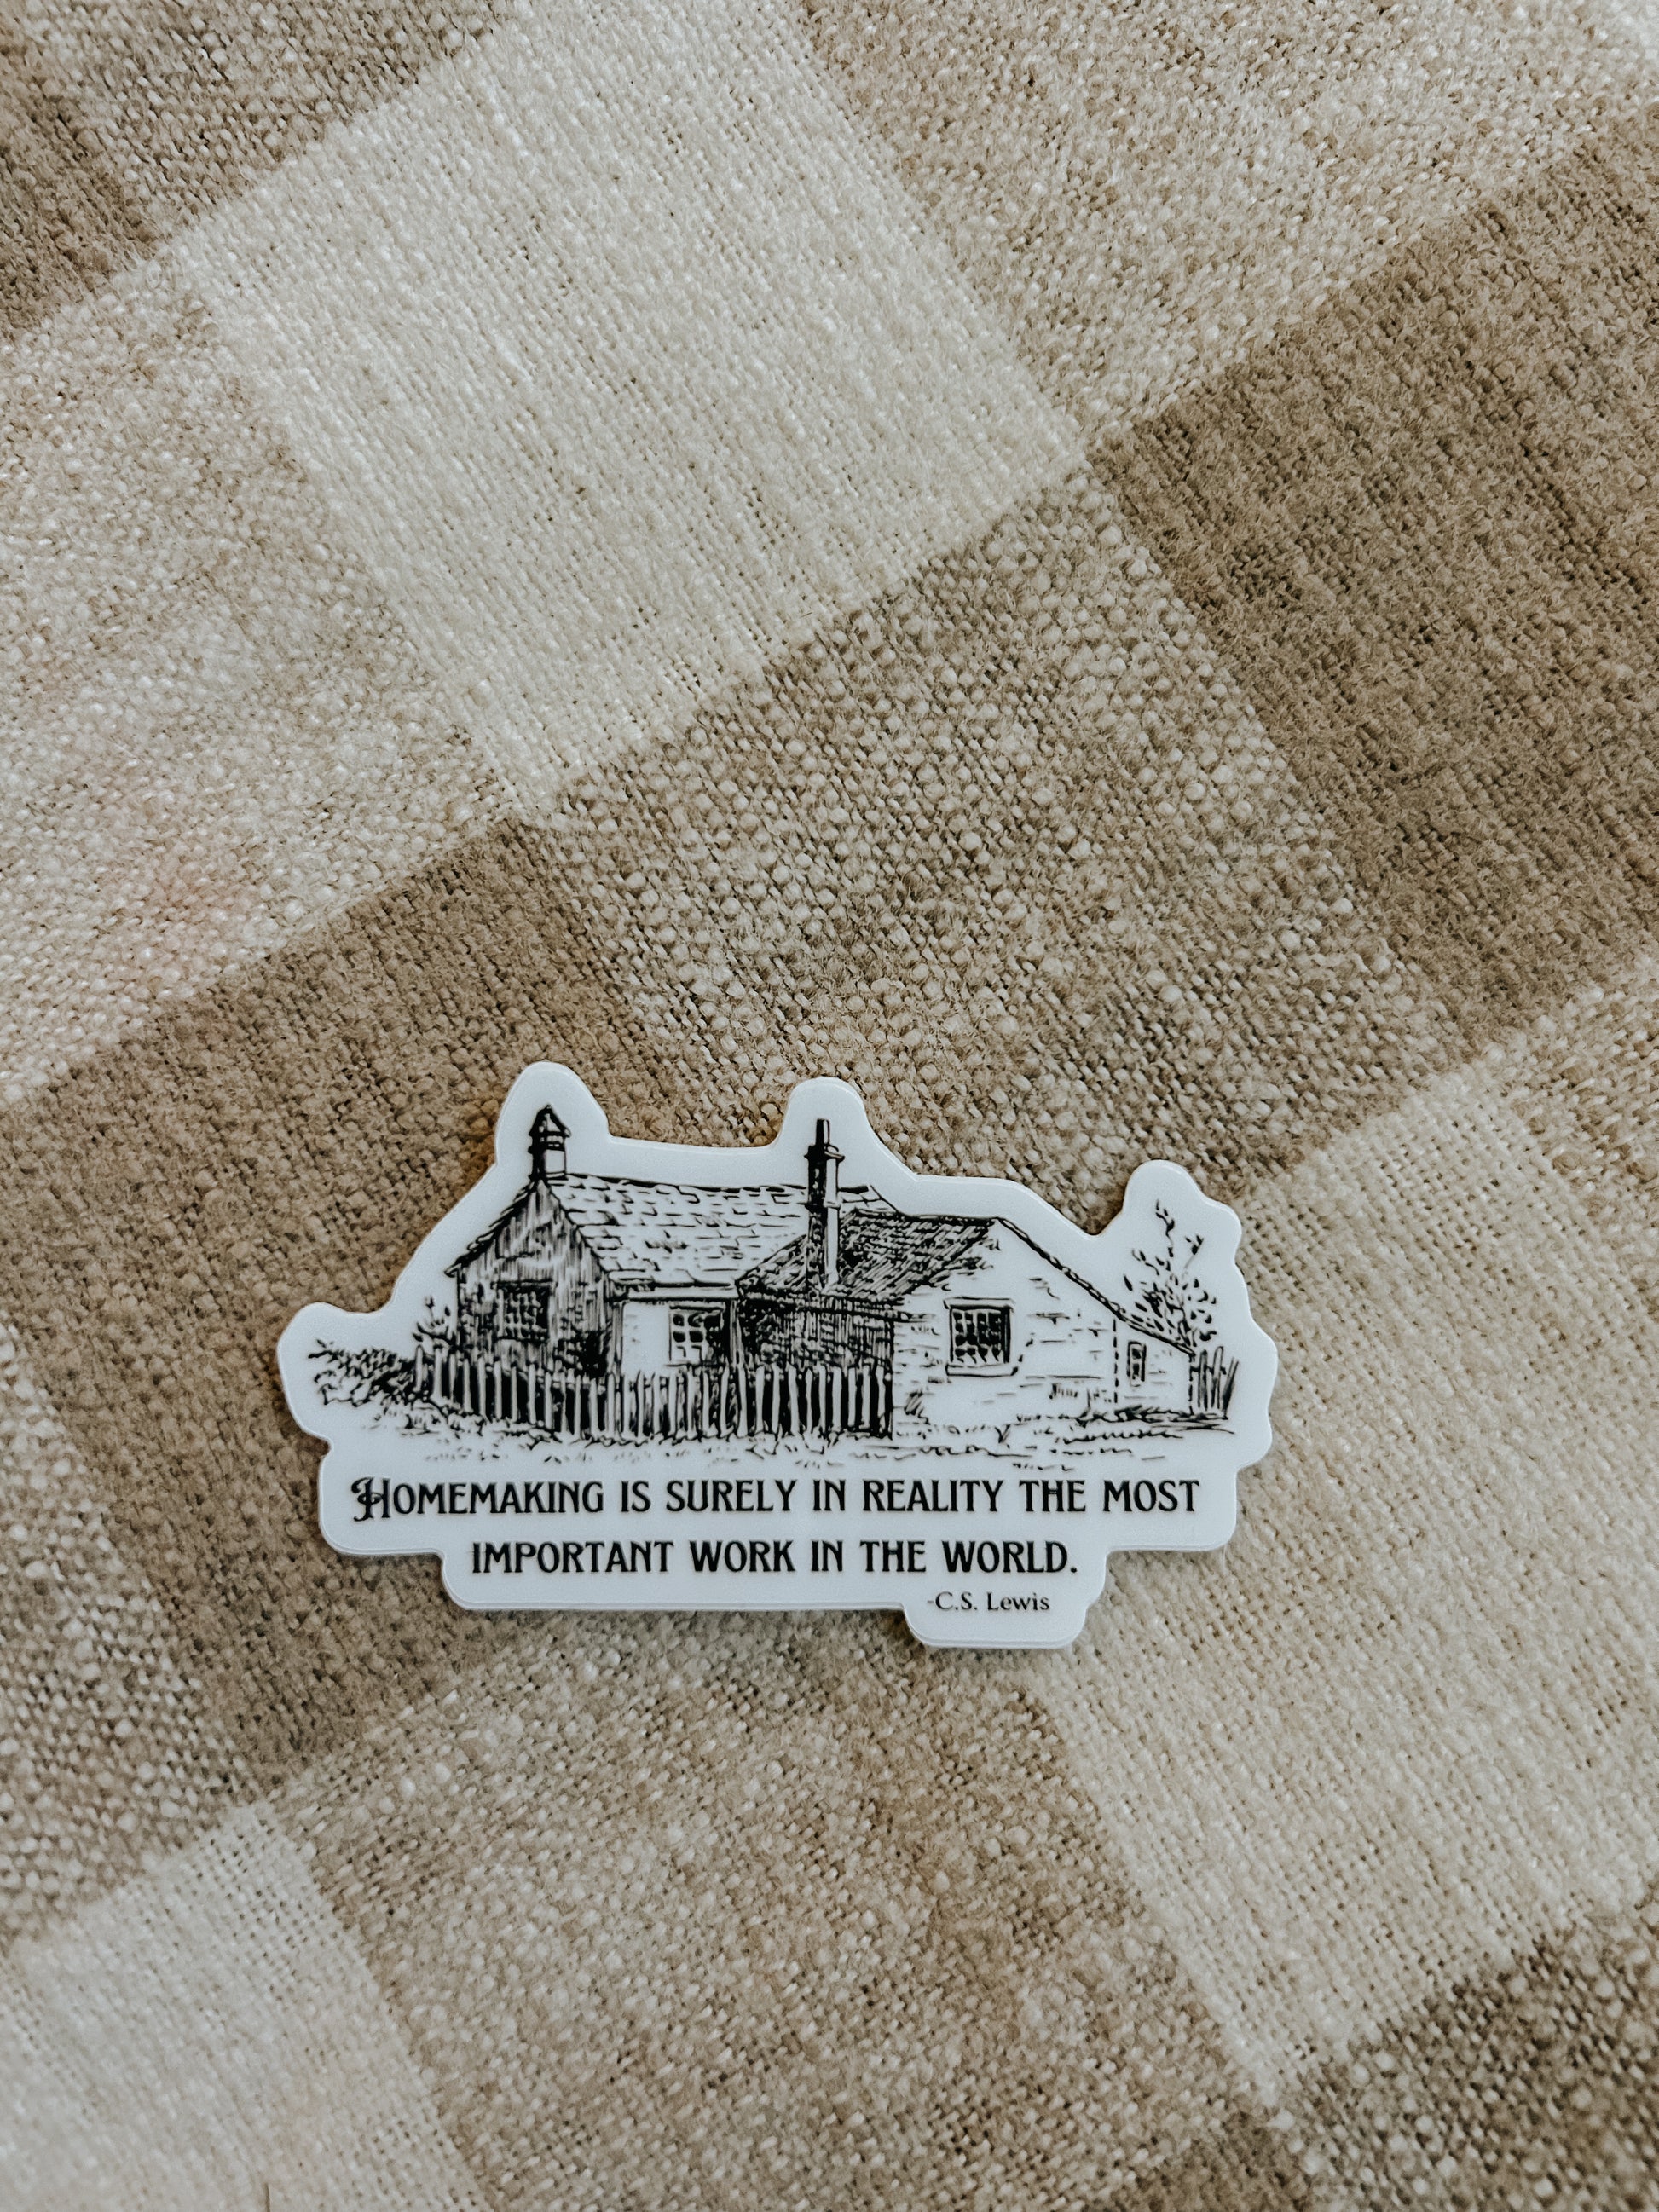 HOMEMAKING IS SURELY IN REALITY THE MOST
IMPORTANT WORK IN THE WORLD.
-C.S. Lewis